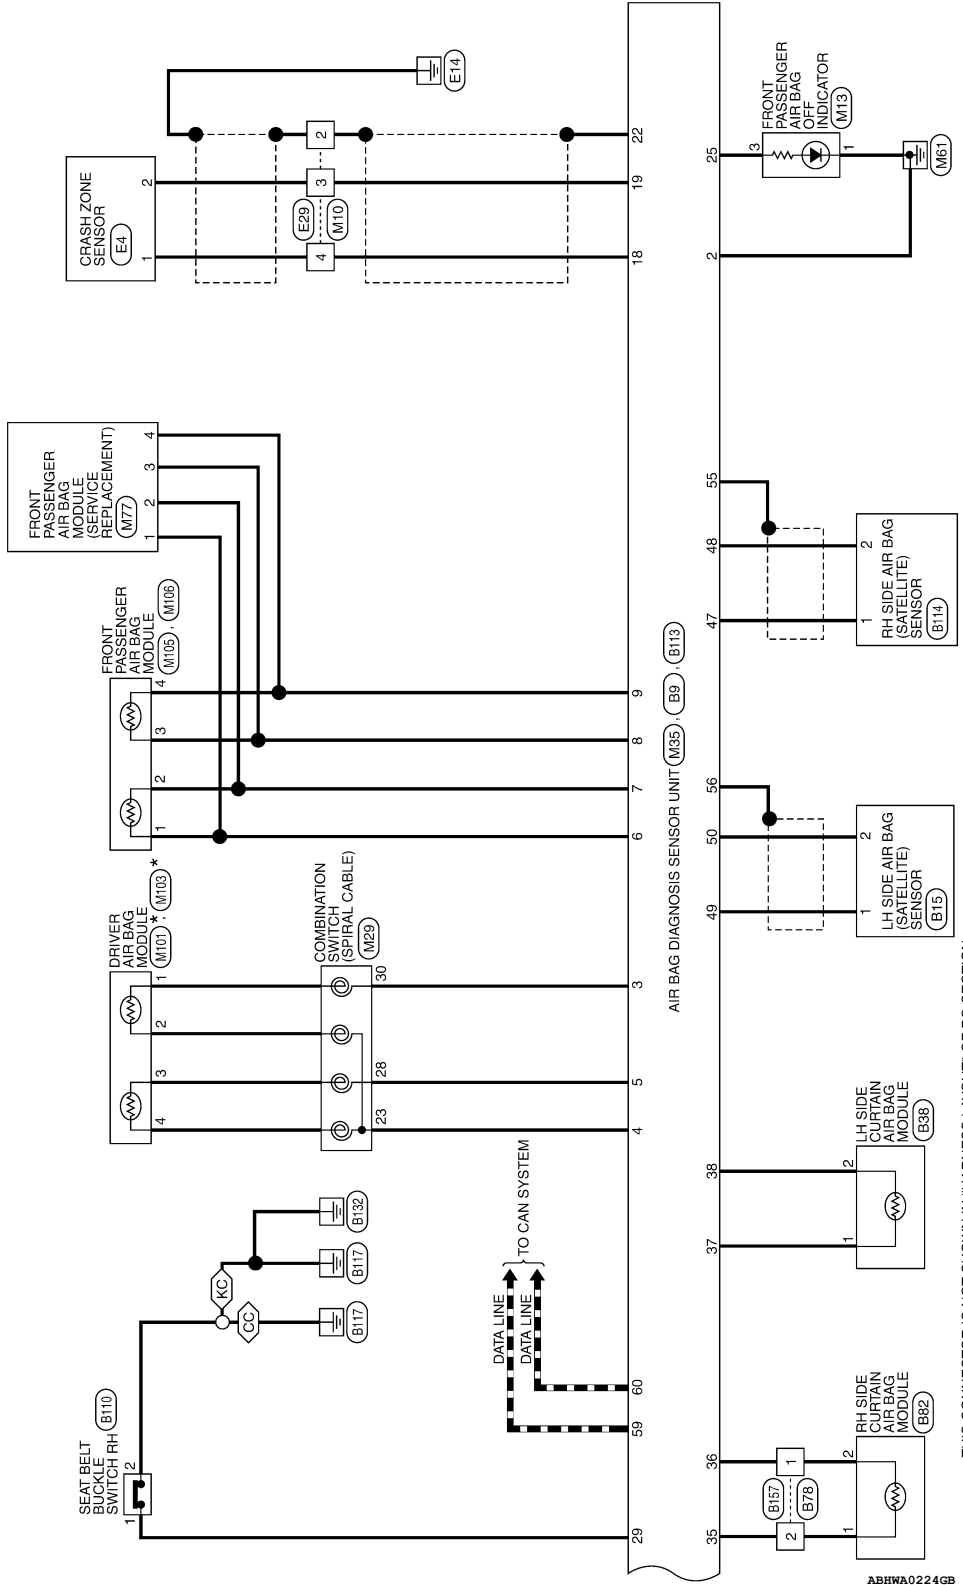 SEAT BELT
BUCKLE
SWITCH RH
B110
1
2
KC
CC
B117
B117
B132
29
59
60
DATA LINE
DATA LINE
TO CAN SYSTEM
DRIVER
AIR BAG
MODULE
M101 *, M103 *
4
3
2
1
COMBINATION
SWITCH
(SPIRAL CABLE)
M29
23
28
30
4
5
3
FRONT
PASSENGER
AIR BAG
MODULE
M105 , M106
1
2
3
4
6
7
8
9
FRONT
PASSENGER
AIR BAG
MODULE
(SERVICE
REPLACEMENT)
M77
1
2
3
4
CRASH ZONE
SENSOR
E4
1
2
4
3
2
E29
M10
E14
18
19
22
AIR BAG DIAGNOSIS SENSOR UNIT M35 , B9 , B113
35
36
37
38
49
50
56
47
48
55
2
25
2
1
B157
B78
1
2
RH SIDE
CURTAIN
AIR BAG
MODULE
B82
1
2
LH SIDE
CURTAIN
AIR BAG
MODULE
B38
1
2
LH SIDE AIR BAG
(SATELLITE)
SENSOR
B15
1
2
RH SIDE AIR BAG
(SATELLITE)
SENSOR
B114
3
1
FRONT
PASSENGER
AIR BAG
OFF
INDICATOR
M13
M61
ABHWA0224GB